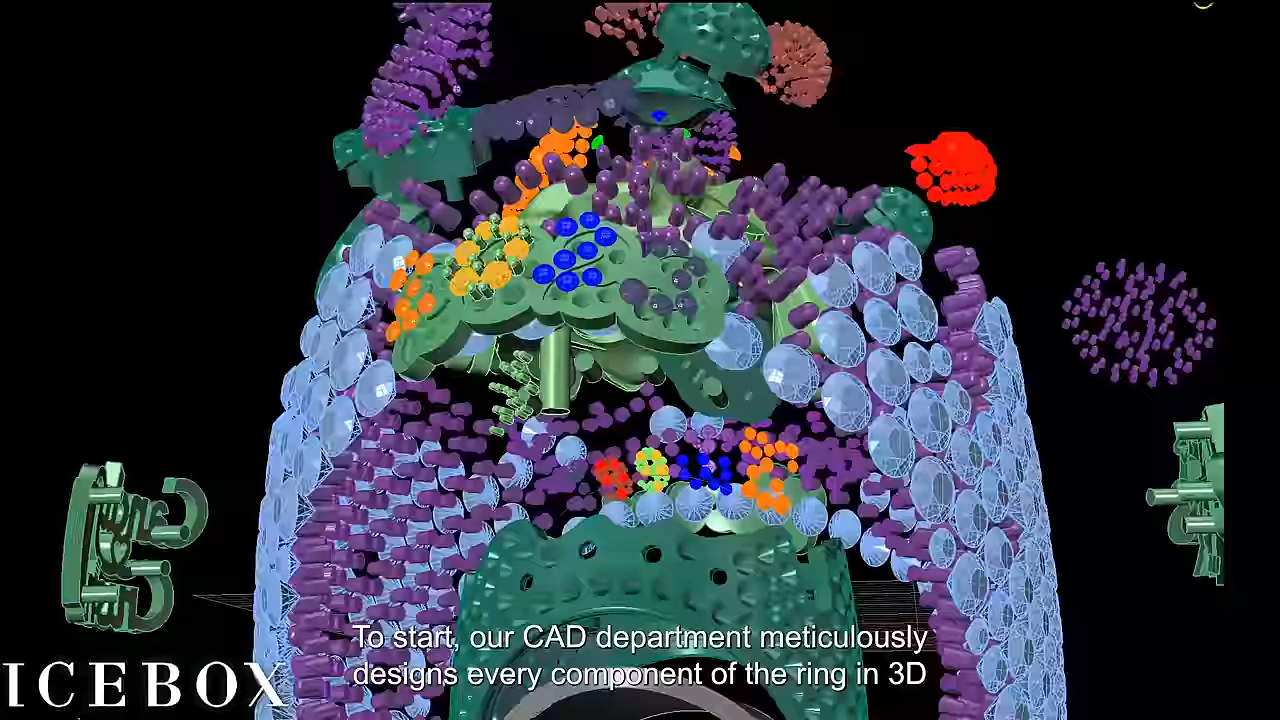 To start, our CAD department meticulously
designs every component of the ring in 3D
ICEBOX